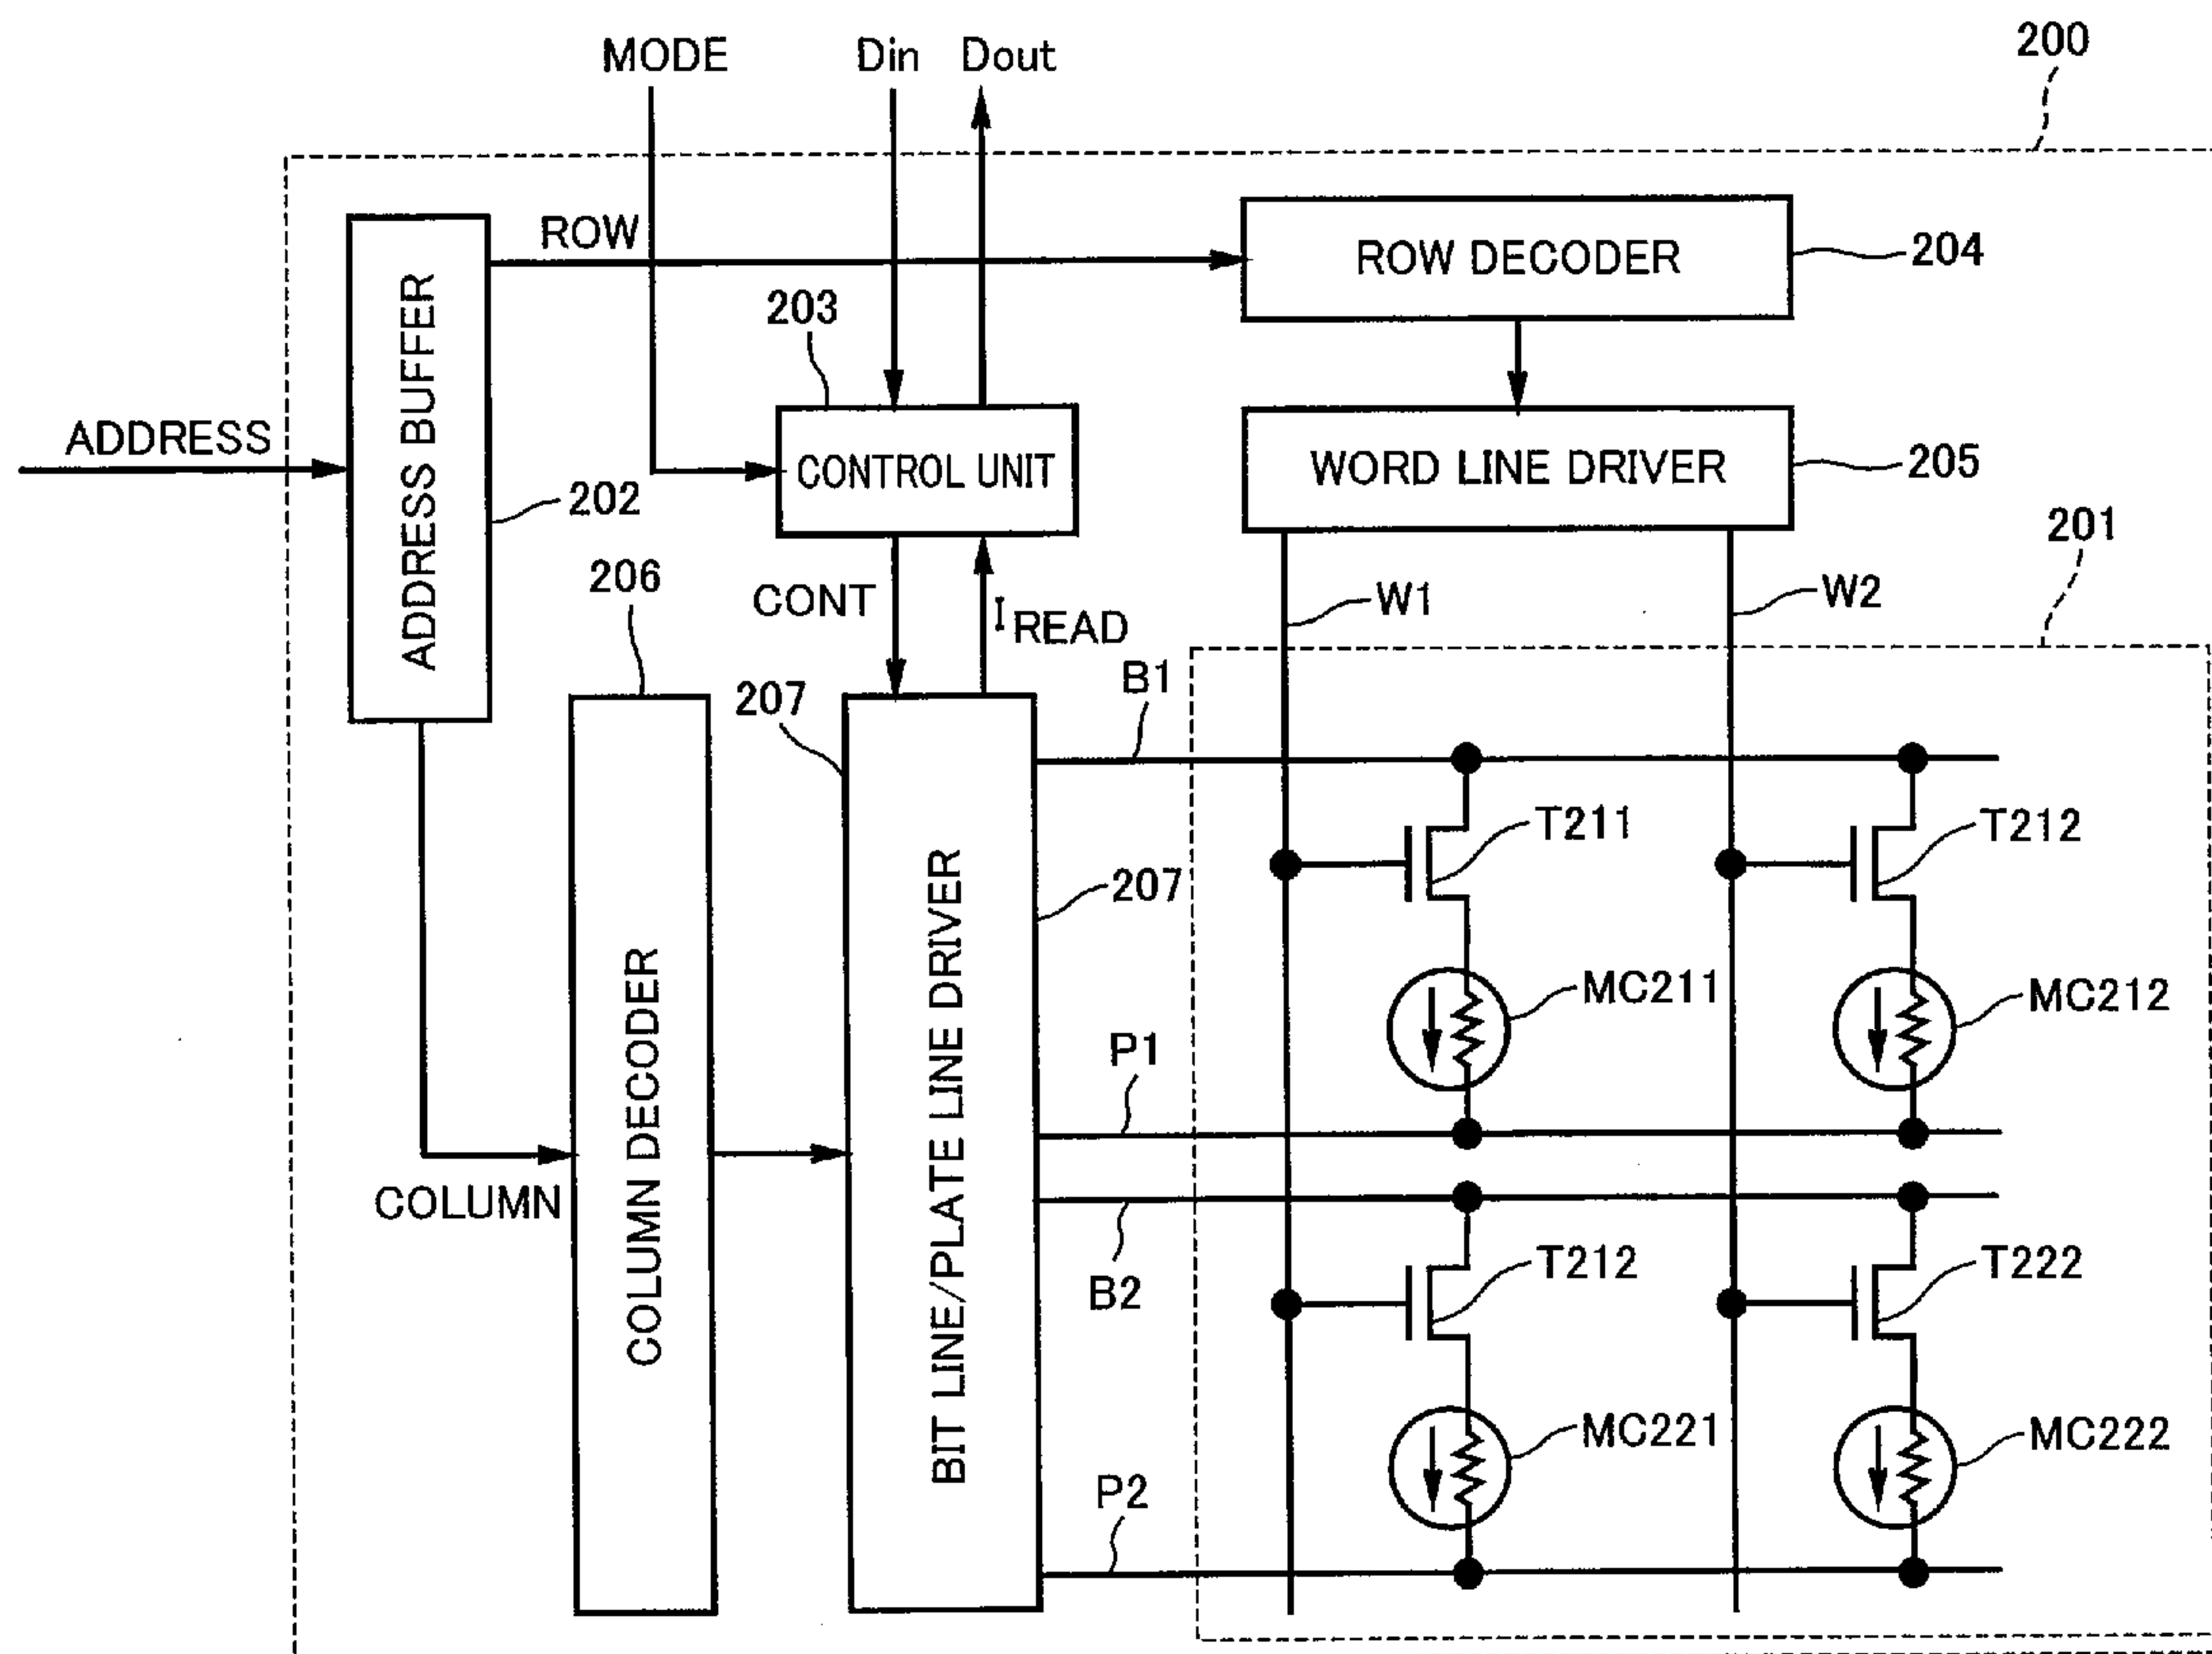 200
MODE
Din
Dout
ROW
ROW DECODER
204
203
ADDRESS BUFFER
ADDRESS
CONTROL UNIT
WORD LINE DRIVER
205
202
201
206
CONT
I READ
W1
W2
207
B1
T211
T212
BIT LINE/PLATE LINE DRIVER
207
COLUMN DECODER
MC211
MC212
P1
COLUMN
B2
T212
T222
MC221
MC222
P2